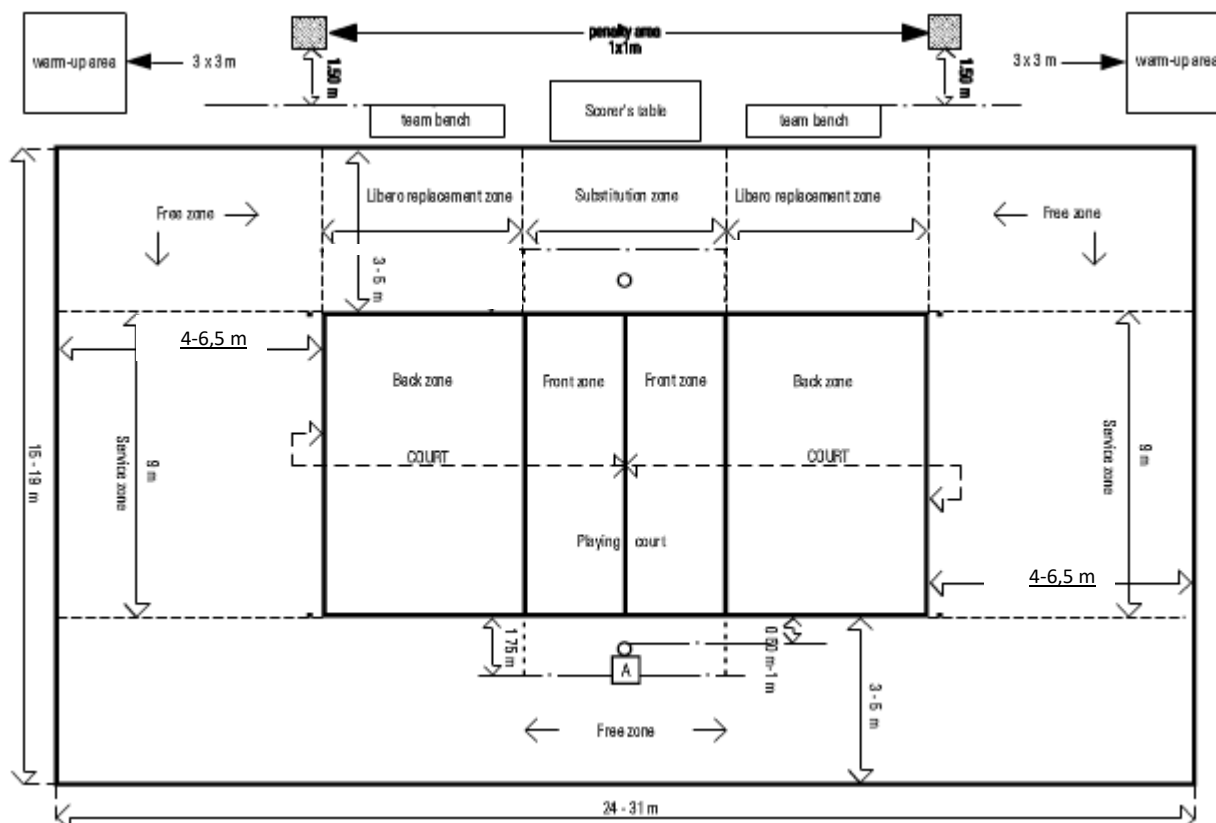 penalty area
1x1m
warm-up area
3 x 3 m
1.50 m
1.50 m
3 x 3 m
warm-up area
team bench
Scorer's table
team bench
Libero replacement zone
Substitution zone
Libero replacement zone
Free zone
Free zone
3 - 5 m
4-6,5 m
Back zone
Front zone
Front zone
Back zone
15 - 19 m
Service zone
9 m
COURT
COURT
Service zone
9 m
Playing court
4-6,5 m
1.75 m
A
0.50 m-1 m
3 - 5 m
Free zone
24 - 31 m